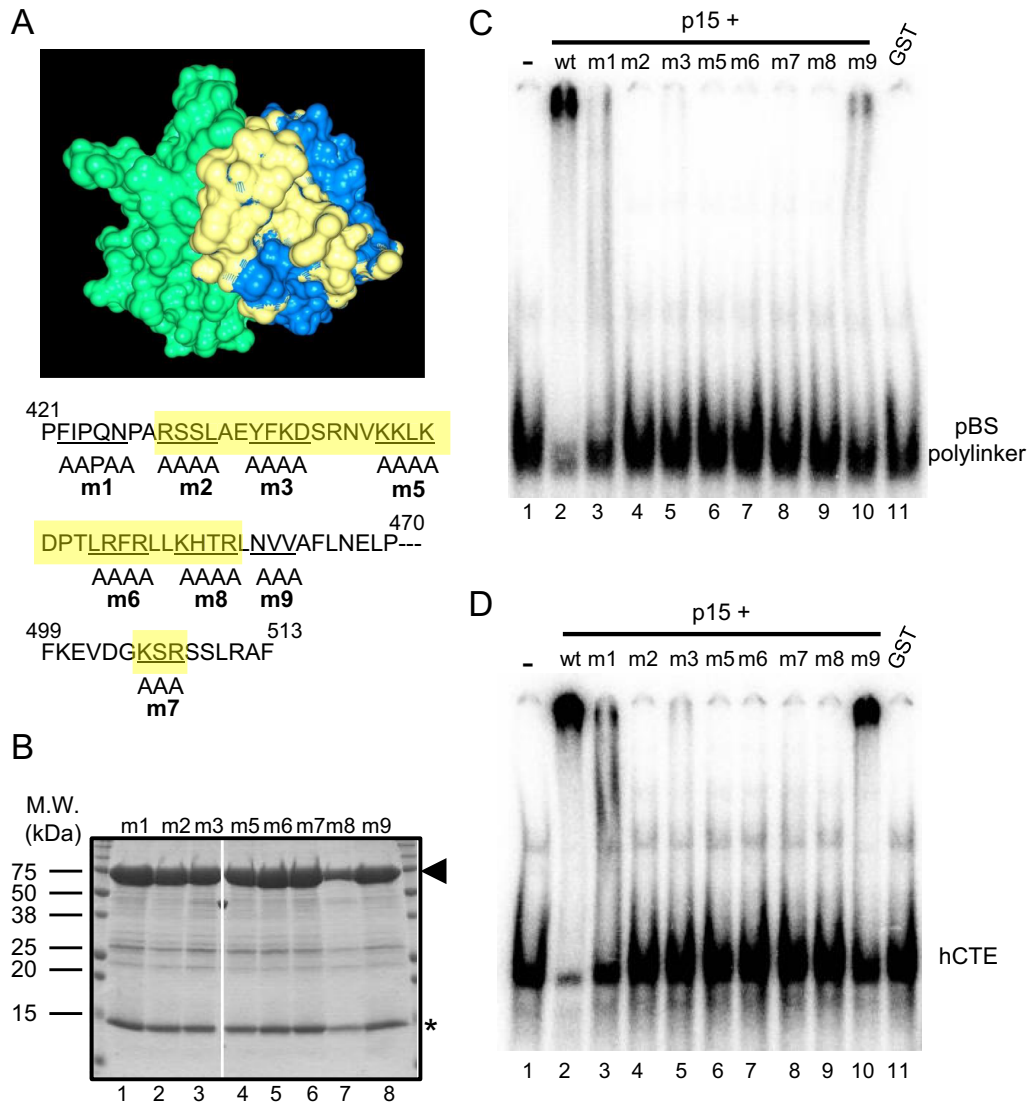 A
421
PFIPQNPARSSLAEYFKDSRNVKKLK
AAPAA AAAA AAAA AAAA
m1 m2 m3 m5
470
DPTLRFRLLKHTRLNVVAFLNELP---
AAAA AAAA AAA
m6 m8 m9
499 513
FKEVDGKSRSSLRAF
AAA
m7
B
M.W.
(kDa)
m1 m2 m3 m5 m6 m7 m8 m9
75
50
38
25
20
15
*
1 2 3 4 5 6 7 8
C
p15 +
- wt m1 m2 m3 m5 m6 m7 m8 m9 GST
pBS
polylinker
1 2 3 4 5 6 7 8 9 10 11
D
p15 +
- wt m1 m2 m3 m5 m6 m7 m8 m9 GST
hCTE
1 2 3 4 5 6 7 8 9 10 11